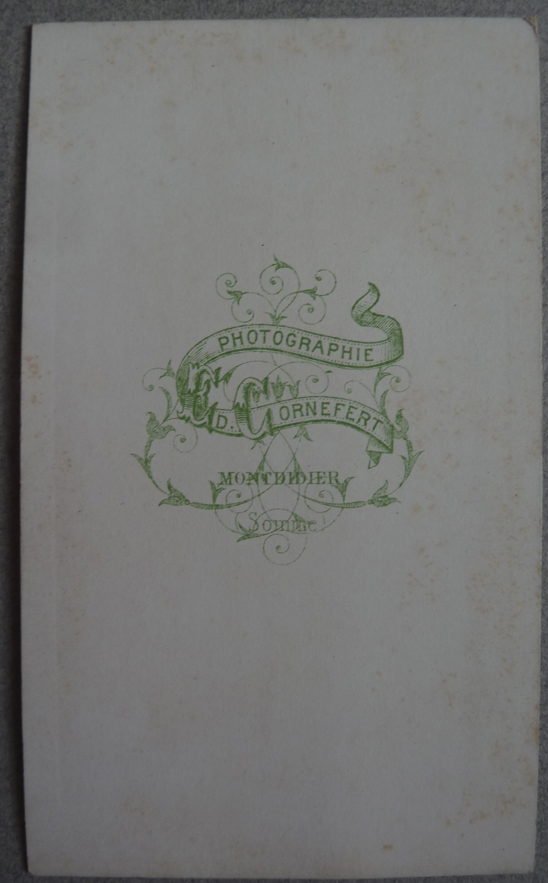 PHOTOGRAPHIE
ED. CORNEFERT
MONTDIDIER
Somme